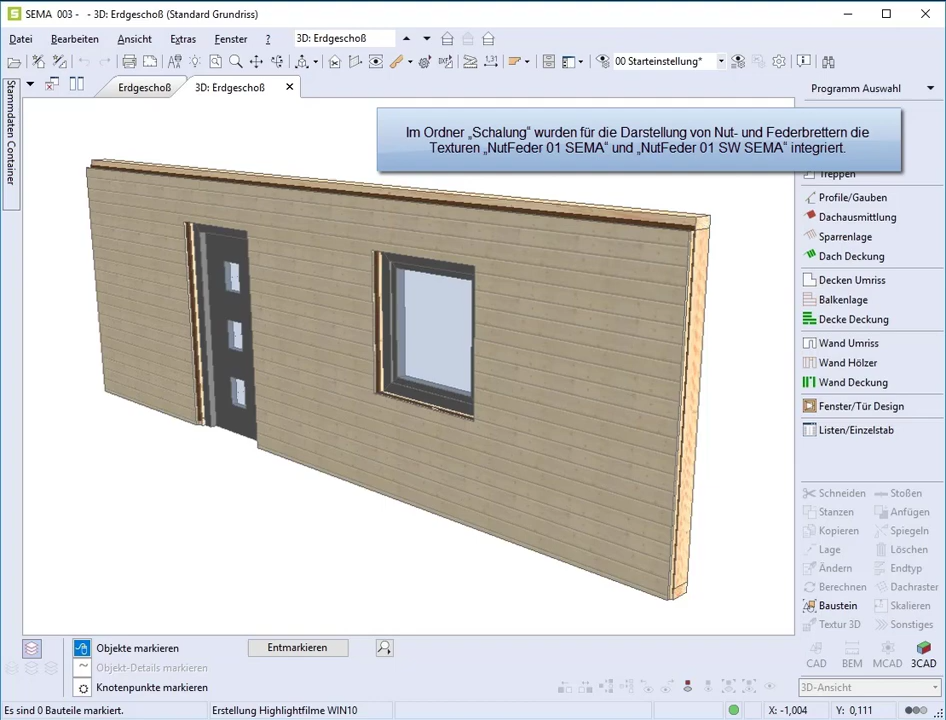 SEMA 003 - - 3D: Erdgeschoß (Standard Grundriss)
Datei Bearbeiten Ansicht Extras Fenster ? 3D: Erdgeschoß
00 Starteinstellung*
Stammdaten Container
Erdgeschoß 3D: Erdgeschoß
Programm Auswahl
Im Ordner „Schalung“ wurden für die Darstellung von Nut- und Federbrettern die
Texturen „NutFeder 01 SEMA“ und „NutFeder 01 SW SEMA“ integriert.
Treppen
Profile/Gauben
Dachausmittlung
Sparrenlage
Dach Deckung
Decken Umriss
Balkenlage
Decke Deckung
Wand Umriss
Wand Hölzer
Wand Deckung
Fenster/Tür Design
Listen/Einzelstab
Schneiden Stoßen
Stanzen Anfügen
Kopieren Spiegeln
Lage Löschen
Ändern Endtyp
Berechnen Dachraster
Baustein Skalieren
Textur 3D Sonstiges
CAD BEM MCAD 3CAD
3D-Ansicht
Objekte markieren
Entmarkieren
Objekt-Details markieren
Knotenpunkte markieren
Es sind 0 Bauteile markiert. Erstellung Highlightfilme WIN10 X: -1,004 Y: 0,111